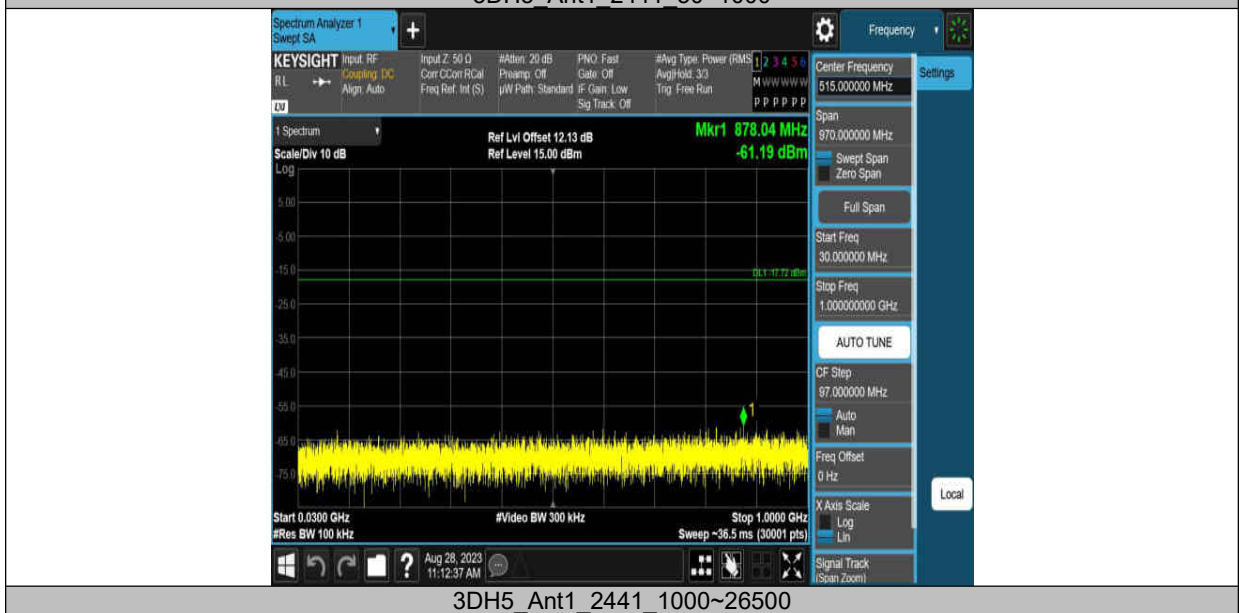 3DH5_Ant1_2441_30~1000
Spectrum Analyzer 1
Swept SA
+
Frequency
KEYSIGHT
RL
Input: RF
Coupling: DC
Align: Auto
Input Z: 50 Ω
Corr CCorr RCal
Freq Ref: Int (S)
#Atten: 20 dB
Preamp: Off
µW Path: Standard
PNO: Fast
Gate: Off
IF Gain: Low
Sig Track: Off
#Avg Type: Power (RMS
Avg|Hold: 3/3
Trig: Free Run
1 2 3 4 5 6
M W W W W W
P P P P P P
Center Frequency
515.000000 MHz
Settings
1 Spectrum
Scale/Div 10 dB
Log
Ref Lvl Offset 12.13 dB
Ref Level 15.00 dBm
Mkr1 878.04 MHz
-61.19 dBm
Span
970.000000 MHz
Swept Span
Zero Span
Full Span
Start Freq
30.000000 MHz
Stop Freq
1.000000000 GHz
AUTO TUNE
CF Step
97.000000 MHz
Auto
Man
Freq Offset
0 Hz
X Axis Scale
Log
Lin
Signal Track
(Span Zoom)
Local
5.00
-5.00
-15.0
DL1 -17.72 dBm
-25.0
-35.0
-45.0
-55.0
1
-65.0
-75.0
Start 0.0300 GHz
#Res BW 100 kHz
#Video BW 300 kHz
Stop 1.0000 GHz
Sweep ~36.5 ms (30001 pts)
?
Aug 28, 2023
11:12:37 AM
3DH5_Ant1_2441_1000~26500